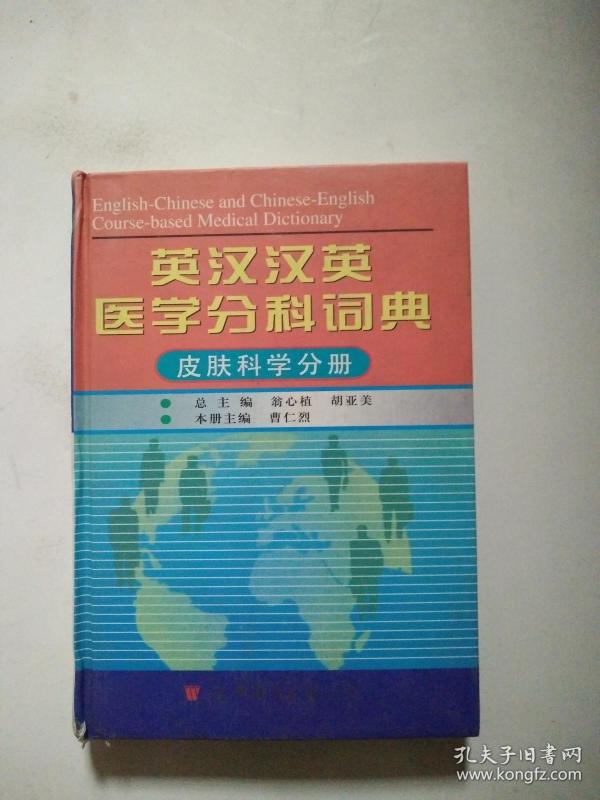 English-Chinese and Chinese-English
Course-based Medical Dictionary
英汉汉英
医学分科词典
皮肤科学分册
总主编 翁心植 胡亚美
本册主编 曹仁烈
孔夫子旧书网
www.kongfz.com